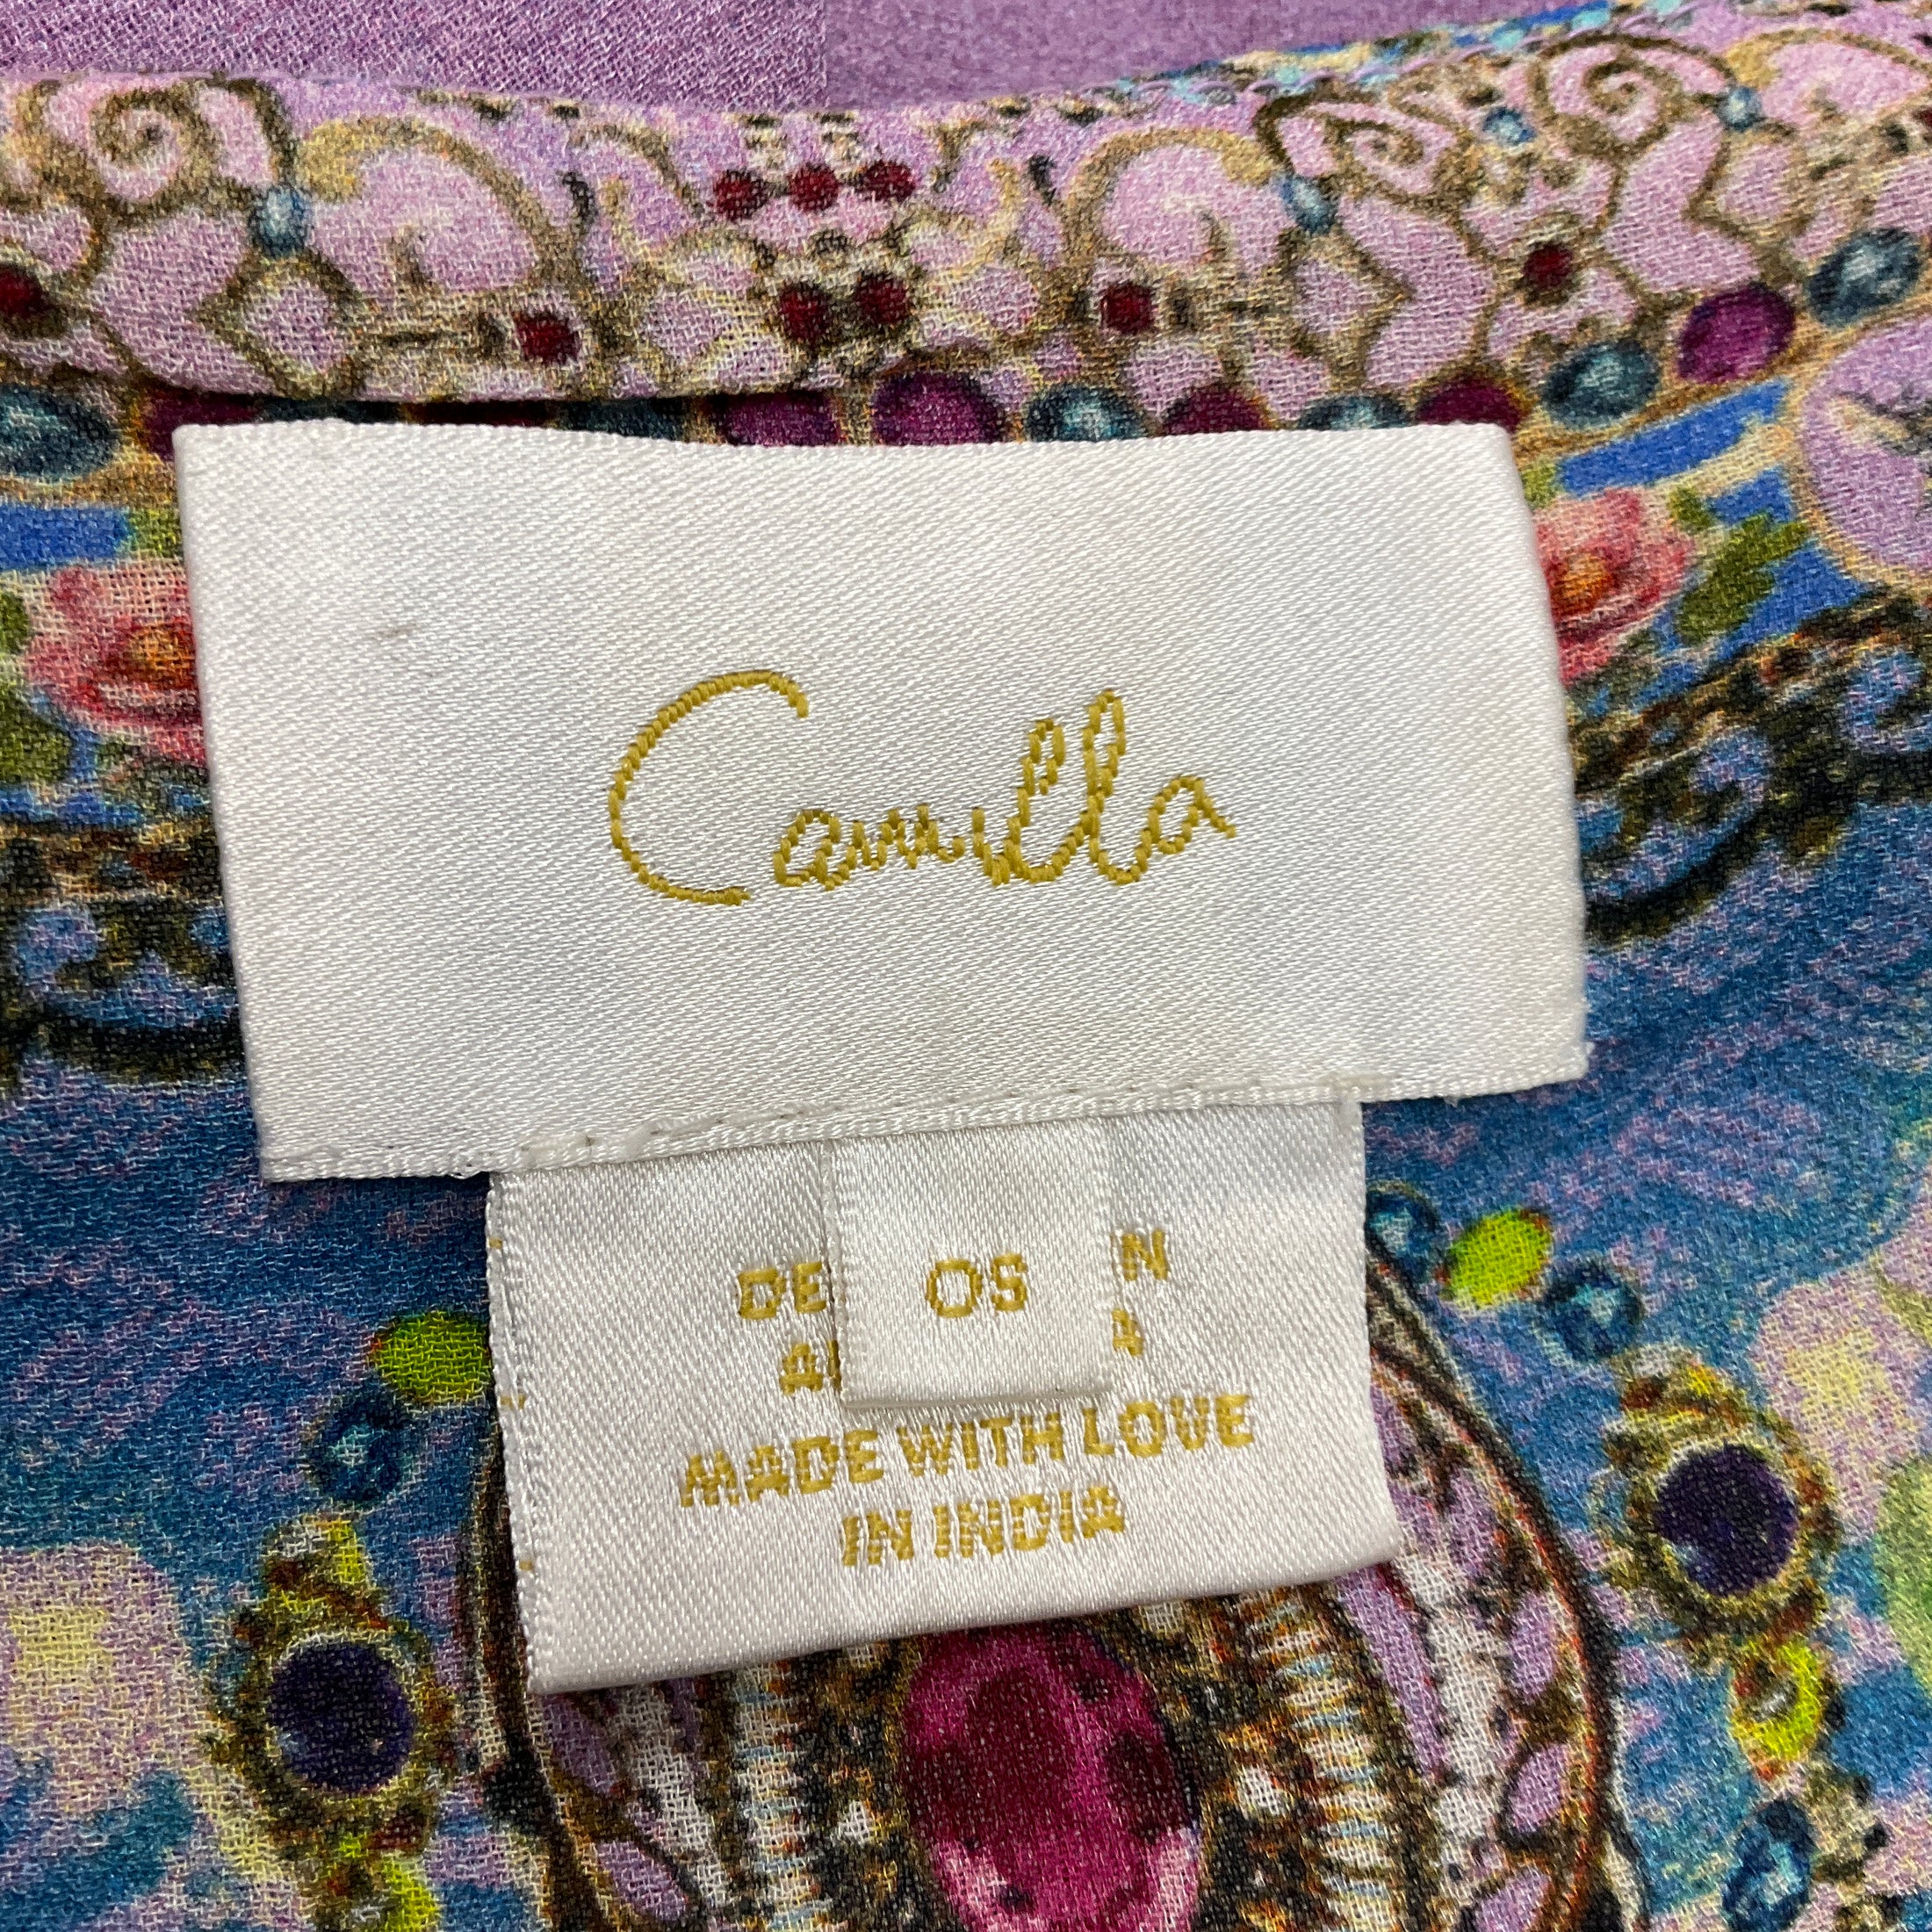 Camilla
OS
MADE WITH LOVE
IN INDIA